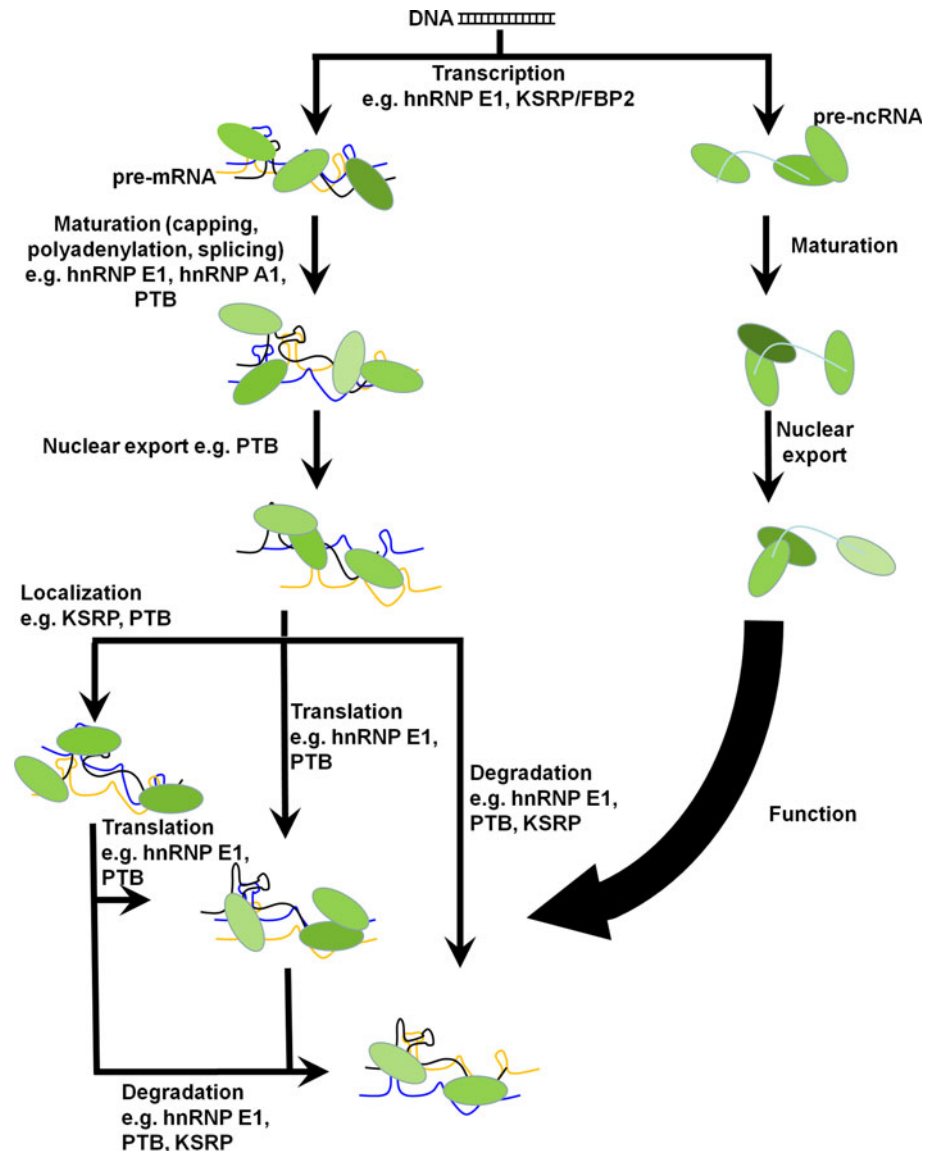 DNA
Transcription
e.g. hnRNP E1, KSRP/FBP2
pre-ncRNA
pre-mRNA
Maturation (capping,
polyadenylation, splicing)
e.g. hnRNP E1, hnRNP A1,
PTB
Maturation
Nuclear export e.g. PTB
Nuclear
export
Localization
e.g. KSRP, PTB
Translation
e.g. hnRNP E1,
PTB
Degradation
e.g. hnRNP E1,
PTB, KSRP
Function
Translation
e.g. hnRNP E1,
PTB
Degradation
e.g. hnRNP E1,
PTB, KSRP